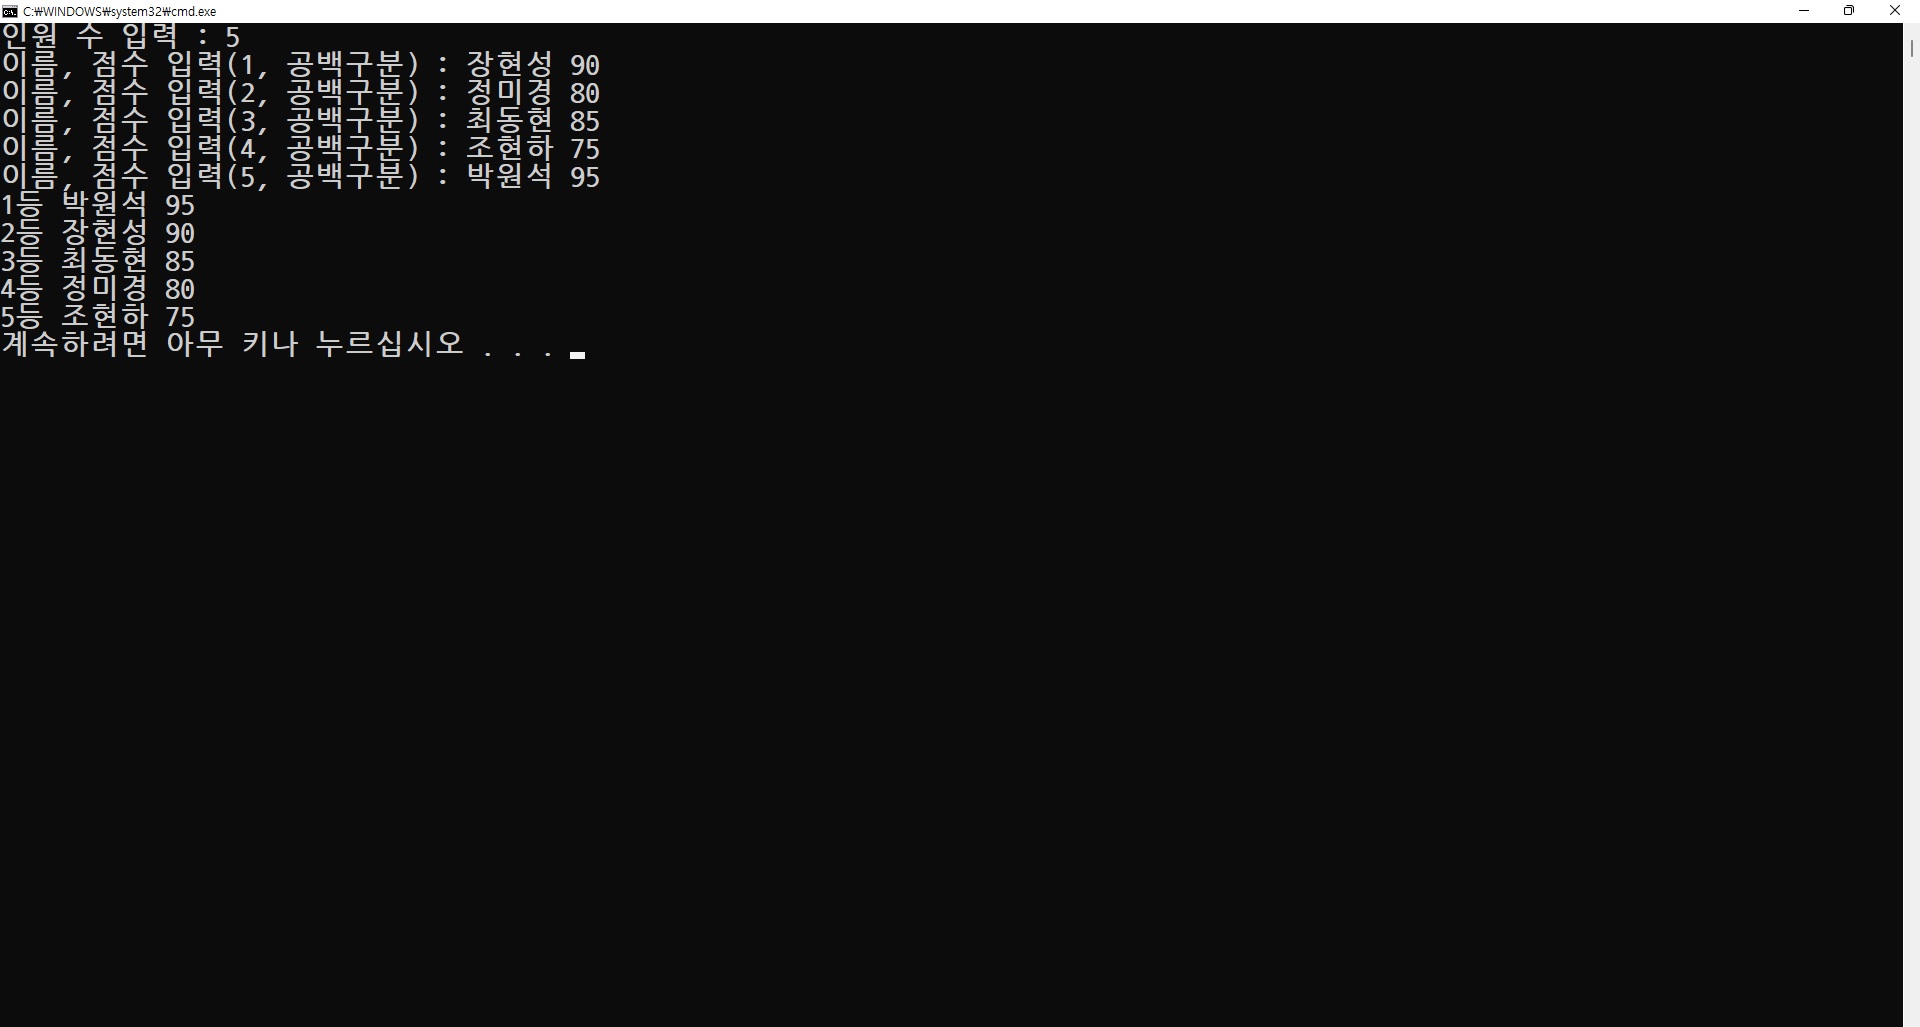 C:₩WINDOWS₩system32₩cmd.exe
인원 수 입력 : 5
이름, 점수 입력(1, 공백구분) : 장현성 90
이름, 점수 입력(2, 공백구분) : 정미경 80
이름, 점수 입력(3, 공백구분) : 최동현 85
이름, 점수 입력(4, 공백구분) : 조현하 75
이름, 점수 입력(5, 공백구분) : 박원석 95
1등 박원석 95
2등 장현성 90
3등 최동현 85
4등 정미경 80
5등 조현하 75
계속하려면 아무 키나 누르십시오 . . .